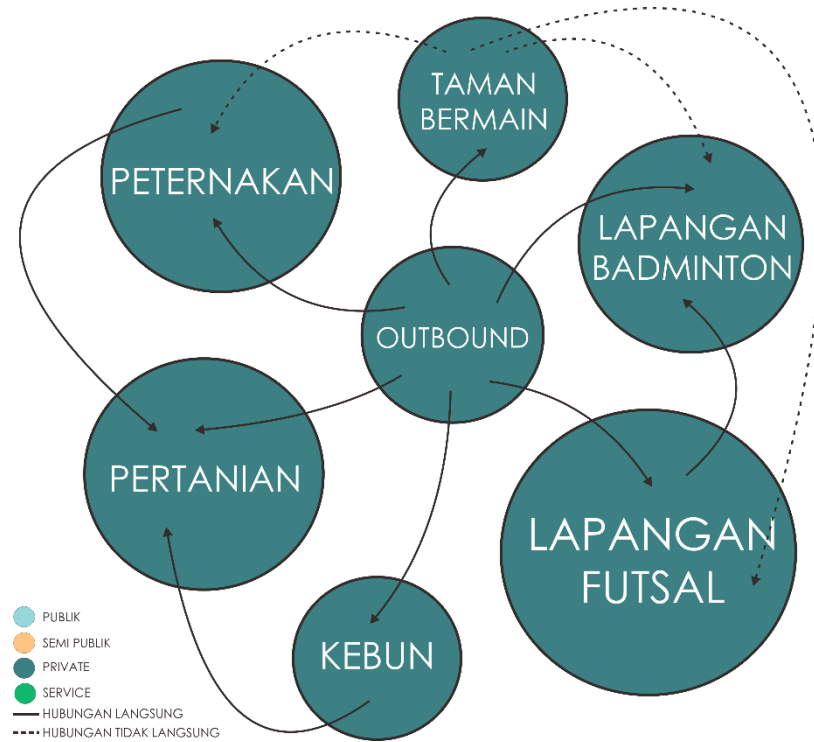 TAMAN
BERMAIN
PETERNAKAN
LAPANGAN
BADMINTON
OUTBOUND
PERTANIAN
LAPANGAN
FUTSAL
KEBUN
PUBLIK
SEMI PUBLIK
PRIVATE
SERVICE
HUBUNGAN LANGSUNG
HUBUNGAN TIDAK LANGSUNG